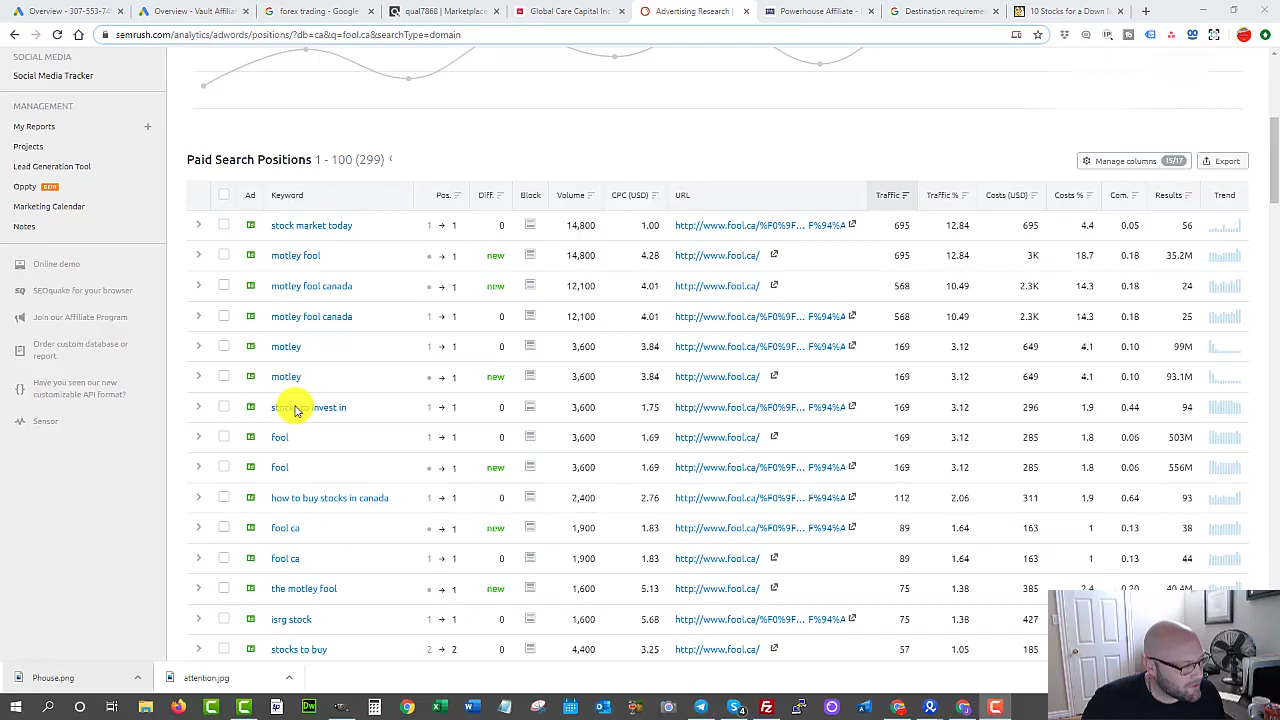 Overview - 307-553-74
Overview - Vault Affilia
forex trading - Google
qual7868 | Marketplace
Global Care Capital Inc
Advertising Research |
Powerhouse Affiliate -
Destination requireme
10 Stocks for a Down M
semrush.com/analytics/adwords/positions/?db=ca&q=fool.ca&searchType=domain
SOCIAL MEDIA
Social Media Tracker
MANAGEMENT
My Reports +
Projects
Lead Generation Tool
Oppty BETA
Marketing Calendar
Notes
Online demo
SEOquake for your browser
Join our Affiliate Program
Order custom database or
report
Have you seen our new
customizable API format?
Sensor
Paid Search Positions 1 - 100 (299) i
Manage columns 15/17 Export
Ad Keyword Pos. Diff. Block Volume CPC (USD) URL Traffic Traffic % Costs (USD) Costs % Com. Results Trend
stock market today 1 → 1 0 14,800 1.00 http://www.fool.ca/%F0%9F... F%94%A 695 12.84 695 4.4 0.05 56
motley fool → 1 new 14,800 4.28 http://www.fool.ca/ 695 12.84 3K 18.7 0.18 35.2M
motley fool canada → 1 new 12,100 4.01 http://www.fool.ca/ 568 10.49 2.3K 14.3 0.18 24
motley fool canada 1 → 1 0 12,100 4.01 http://www.fool.ca/%F0%9F... F%94%A 568 10.49 2.3K 14.3 0.18 25
motley 1 → 1 0 3,600 3.84 http://www.fool.ca/%F0%9F... F%94%A 169 3.12 649 4.1 0.10 99M
motley → 1 new 3,600 3.84 http://www.fool.ca/ 169 3.12 649 4.1 0.10 93.1M
stocks to invest in 1 → 1 0 3,600 1.75 http://www.fool.ca/%F0%9F... F%94%A 169 3.12 296 1.9 0.44 94
fool 1 → 1 0 3,600 1.69 http://www.fool.ca/ 169 3.12 285 1.8 0.06 503M
fool → 1 new 3,600 1.69 http://www.fool.ca/%F0%9F... F%94%A 169 3.12 285 1.8 0.06 556M
how to buy stocks in canada 1 → 1 0 2,400 2.76 http://www.fool.ca/%F0%9F... F%94%A 112 2.06 311 1.9 0.64 93
fool ca → 1 new 1,900 1.83 http://www.fool.ca/%F0%9F... F%94%A 89 1.64 163 1 0.13 38
fool ca 1 → 1 0 1,900 1.83 http://www.fool.ca/ 89 1.64 163 1 0.13 44
the motley fool → 1 new 1,600 5.13 http://www.fool.ca/ 75 1.38 385 2.4 0.20 40.4M
isrg stock 1 → 1 0 1,600 5.68 http://www.fool.ca/%F0%9F... F%94%A 75 1.38 427
stocks to buy 2 → 2 0 4,400 3.25 http://www.fool.ca/ 57 1.05 185
Phouse.png
attention.jpg